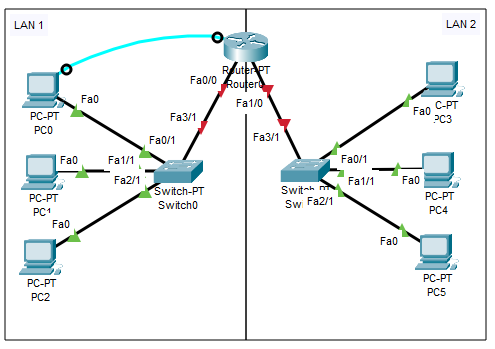 LAN 1
LAN 2
Router-PT
Router0
Fa0/0
Fa1/0
Fa3/1
Fa3/1
Fa0
PC-PT
PC0
Fa0/1
Fa0
Fa1/1
Fa2/1
PC-PT
Switch-PT
Switch0
Fa0
PC-PT
PC2
Fa0
PC3
Fa0/1
Fa1/1
Fa0
PC-PT
PC4
Fa2/1
Fa0
PC-PT
PC5